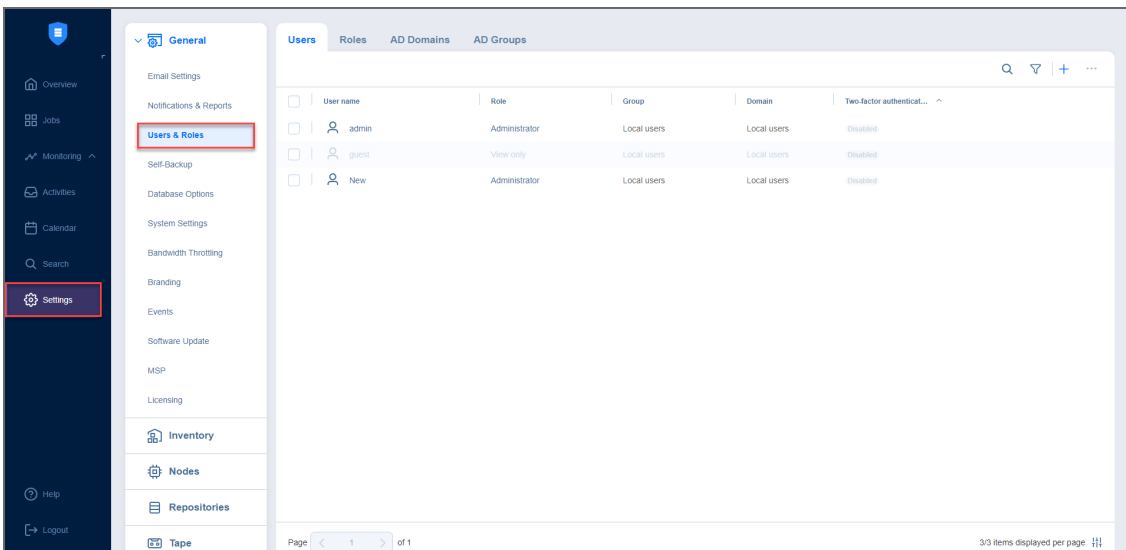 Overview
Jobs
Monitoring
Activities
Calendar
Search
Settings
Help
Logout
General
Email Settings
Notifications & Reports
Users & Roles
Self-Backup
Database Options
System Settings
Bandwidth Throttling
Branding
Events
Software Update
MSP
Licensing
Inventory
Nodes
Repositories
Tape
Users Roles AD Domains AD Groups
User name Role Group Domain Two-factor authenticat...
admin Administrator Local users Local users Disabled
guest View only Local users Local users Disabled
New Administrator Local users Local users Disabled
Page 1 of 1 3/3 items displayed per page